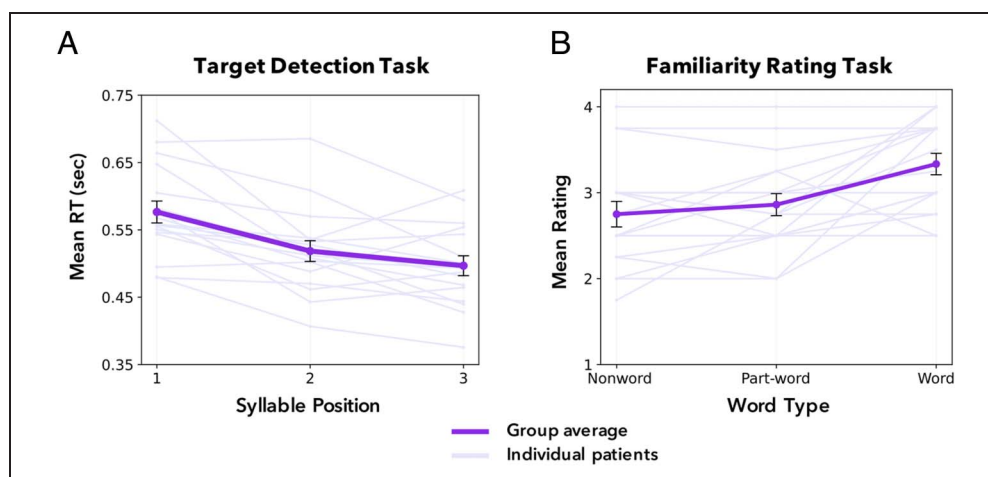 A
Target Detection Task
0.75
0.65
0.55
0.45
0.35
Mean RT (sec)
1 2 3
Syllable Position
B
Familiarity Rating Task
4
3
2
1
Mean Rating
Nonword Part-word Word
Word Type
Group average
Individual patients